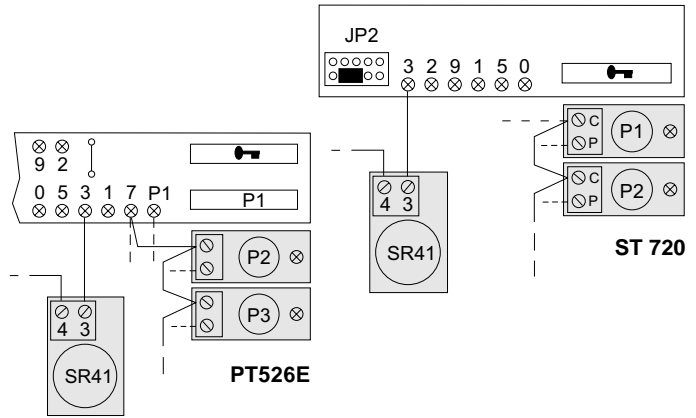 JP2
3 2 9 1 5 0
C P1
P
C P2
P
4 3
SR41
ST 720
9 2
0 5 3 1 7 P1
P1
P2
P3
4 3
SR41
PT526E